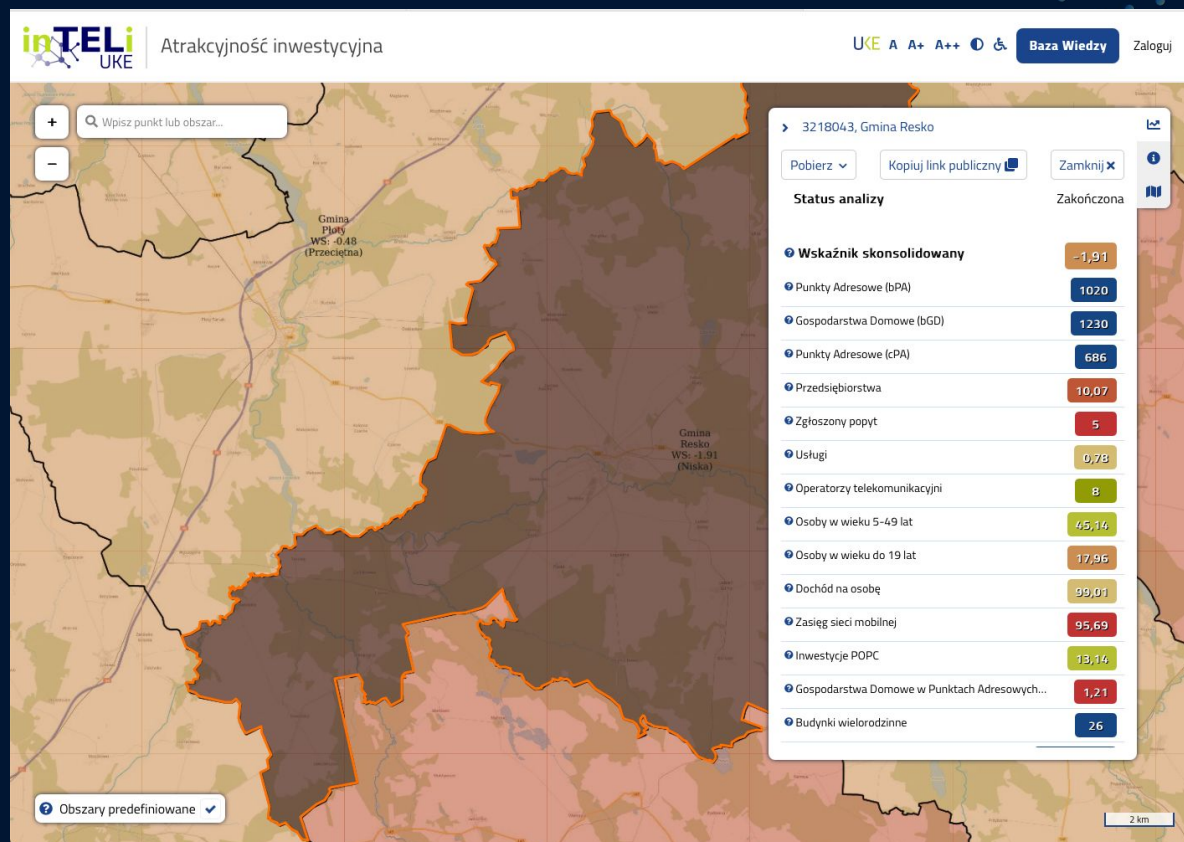 inTELi
UKE
Atrakcyjność inwestycyjna
UKE A A+ A++
Baza Wiedzy
Zaloguj
+
Wpisz punkt lub obszar...
−
Gmina
Płoty
WS: -0.48
(Przeciętna)
Gmina
Resko
WS: -1.91
(Niska)
3218043, Gmina Resko
Pobierz
Kopiuj link publiczny
Zamknij
Status analizy Zakończona
Wskaźnik skonsolidowany -1,91
Punkty Adresowe (bPA) 1020
Gospodarstwa Domowe (bGD) 1230
Punkty Adresowe (cPA) 686
Przedsiębiorstwa 10,07
Zgłoszony popyt 5
Usługi 0,78
Operatorzy telekomunikacyjni 8
Osoby w wieku 5-49 lat 45,14
Osoby w wieku do 19 lat 17,96
Dochód na osobę 99,01
Zasięg sieci mobilnej 95,69
Inwestycje POPC 13,14
Gospodarstwa Domowe w Punktach Adresowych... 1,21
Budynki wielorodzinne 26
Obszary predefiniowane
2 km